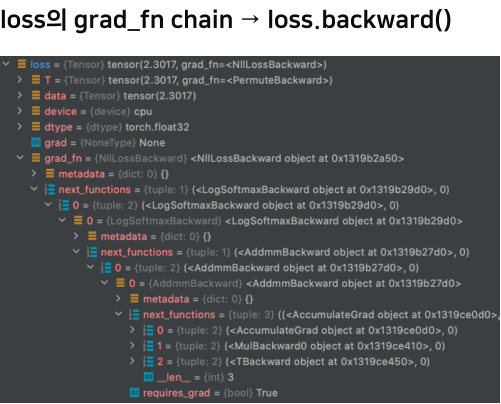 loss의 grad_fn chain → loss.backward()
loss = {Tensor} tensor(2.3017, grad_fn=<NllLossBackward>)
T = {Tensor} tensor(2.3017, grad_fn=<PermuteBackward>)
data = {Tensor} tensor(2.3017)
device = {device} cpu
dtype = {dtype} torch.float32
grad = {NoneType} None
grad_fn = {NllLossBackward} <NllLossBackward object at 0x1319b2a50>
metadata = {dict: 0} {}
next_functions = {tuple: 1} (<LogSoftmaxBackward object at 0x1319b29d0>, 0)
0 = {tuple: 2} (<LogSoftmaxBackward object at 0x1319b29d0>, 0)
0 = {LogSoftmaxBackward} <LogSoftmaxBackward object at 0x1319b29d0>
metadata = {dict: 0} {}
next_functions = {tuple: 1} (<AddmmBackward object at 0x1319b27d0>, 0)
0 = {tuple: 2} (<AddmmBackward object at 0x1319b27d0>, 0)
0 = {AddmmBackward} <AddmmBackward object at 0x1319b27d0>
metadata = {dict: 0} {}
next_functions = {tuple: 3} ((<AccumulateGrad object at 0x1319ce0d0>,
0 = {tuple: 2} (<AccumulateGrad object at 0x1319ce0d0>, 0)
1 = {tuple: 2} (<MulBackward0 object at 0x1319ce410>, 0)
2 = {tuple: 2} (<TBackward object at 0x1319ce450>, 0)
01 __len__ = {int} 3
01 requires_grad = {bool} True